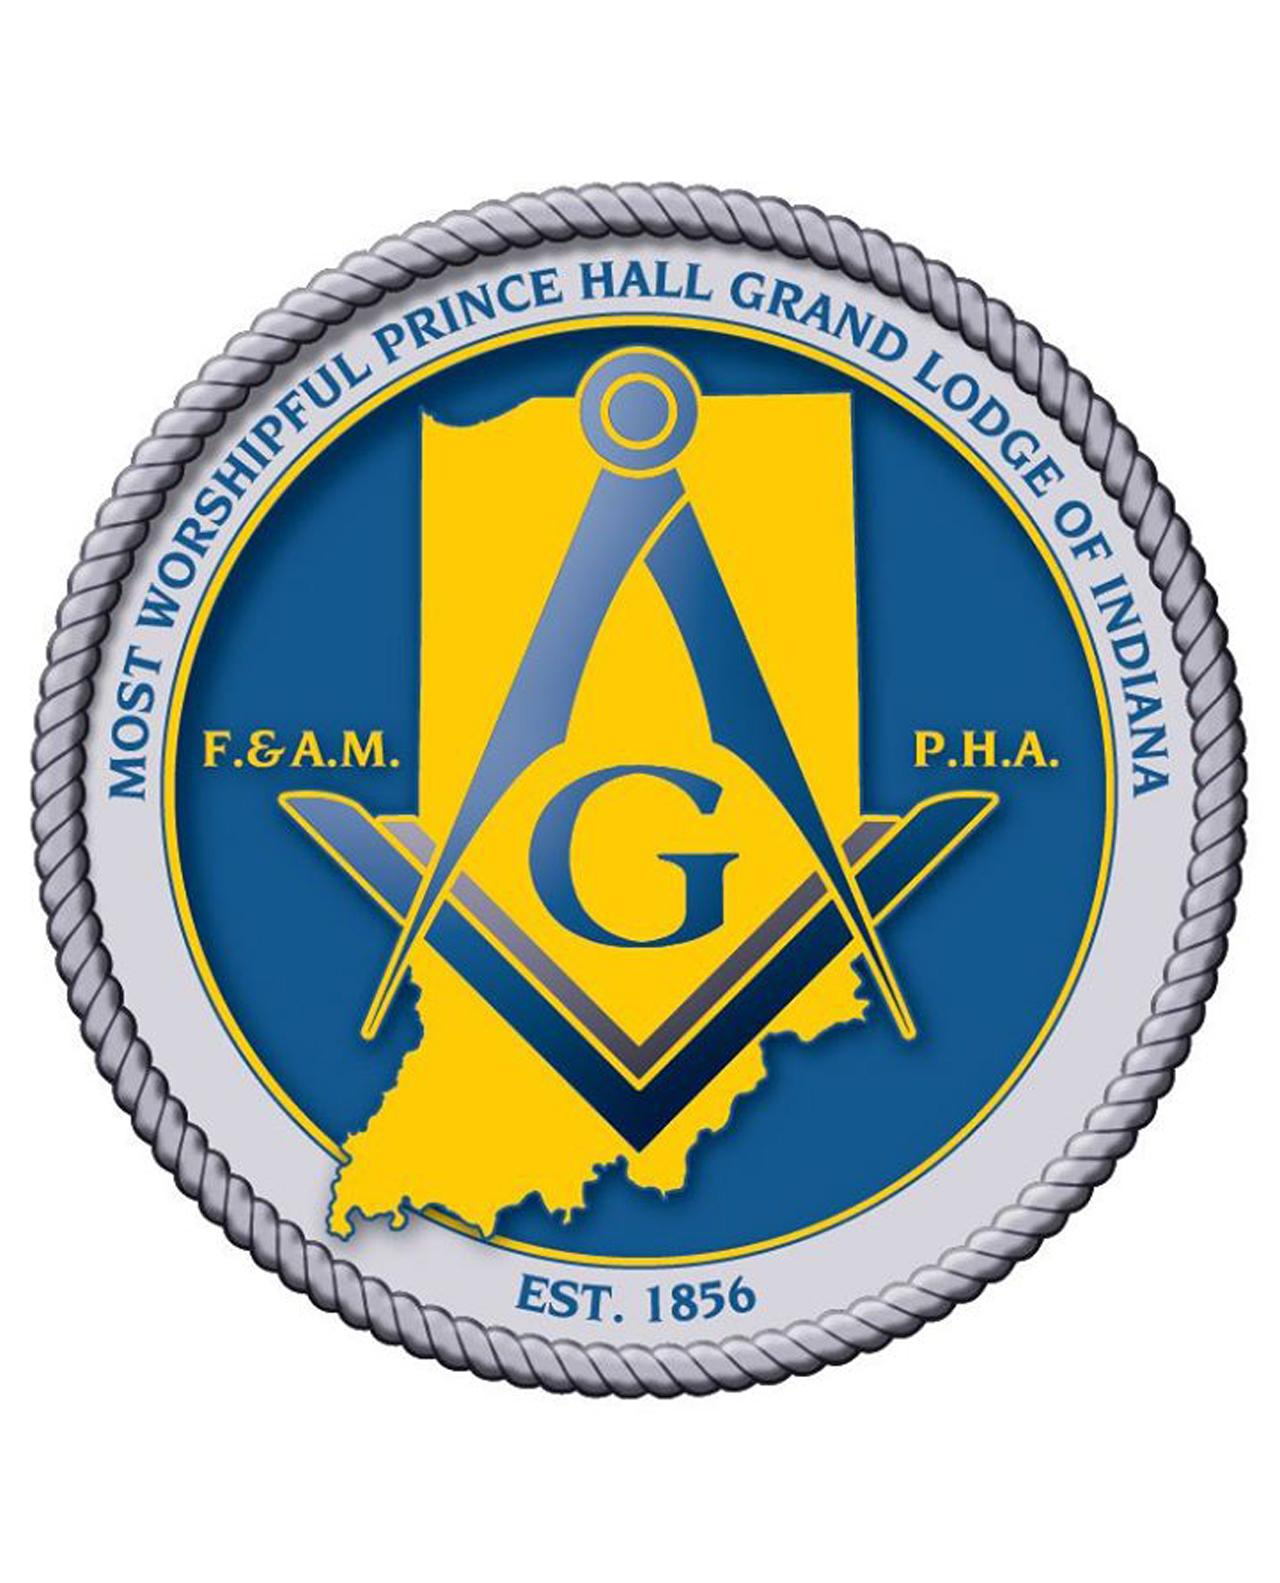 MOST WORSHIPFUL PRINCE HALL GRAND LODGE OF INDIANA
F.&A.M.
P.H.A.
G
EST. 1856